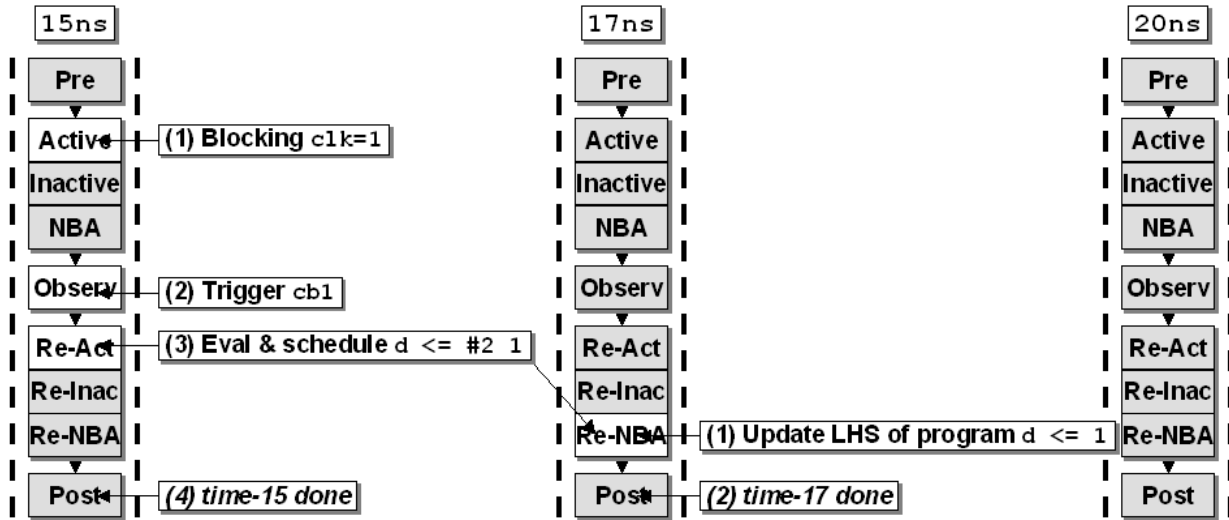 15ns 17ns 20ns
Pre Pre Pre
Active (1) Blocking clk=1 Active Active
Inactive Inactive Inactive
NBA NBA NBA
Observ (2) Trigger cb1 Observ Observ
Re-Act (3) Eval & schedule d <= #2 1 Re-Act Re-Act
Re-Inac Re-Inac Re-Inac
Re-NBA Re-NBA (1) Update LHS of program d <= 1 Re-NBA
Post (4) time-15 done Post (2) time-17 done Post